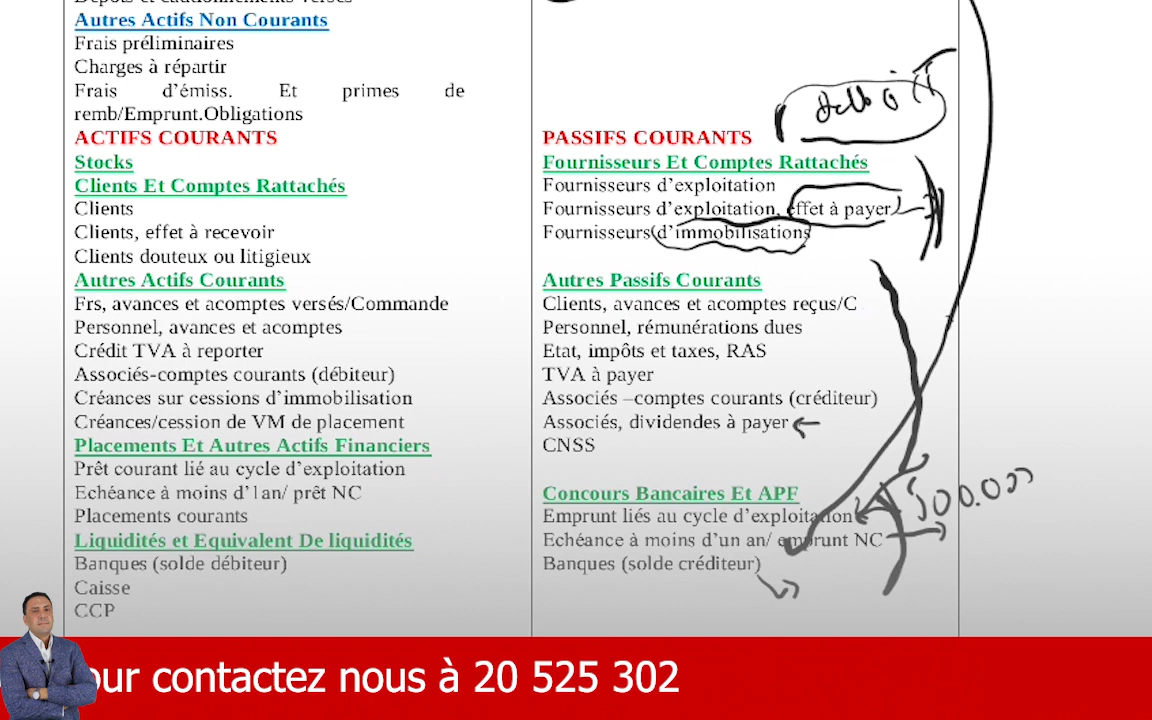 Autres Actifs Non Courants
Frais préliminaires
Charges à répartir
Frais d’émiss. Et primes de
remb/Emprunt.Obligations
ACTIFS COURANTS
Stocks
Clients Et Comptes Rattachés
Clients
Clients, effet à recevoir
Clients douteux ou litigieux
Autres Actifs Courants
Frs, avances et acomptes versés/Commande
Personnel, avances et acomptes
Crédit TVA à reporter
Associés-comptes courants (débiteur)
Créances sur cessions d’immobilisation
Créances/cession de VM de placement
Placements Et Autres Actifs Financiers
Prêt courant lié au cycle d’exploitation
Echéance à moins d’1an/ prêt NC
Placements courants
Liquidités et Equivalent De liquidités
Banques (solde débiteur)
Caisse
CCP
PASSIFS COURANTS
Fournisseurs Et Comptes Rattachés
Fournisseurs d’exploitation
Fournisseurs d’exploitation, effet à payer
Fournisseurs d’immobilisations
Autres Passifs Courants
Clients, avances et acomptes reçus/C
Personnel, rémunérations dues
Etat, impôts et taxes, RAS
TVA à payer
Associés –comptes courants (créditeur)
Associés, dividendes à payer
CNSS
Concours Bancaires Et APF
Emprunt liés au cycle d’exploitation
Echéance à moins d’un an/ emprunt NC
Banques (solde créditeur)
our contactez nous à 20 525 302